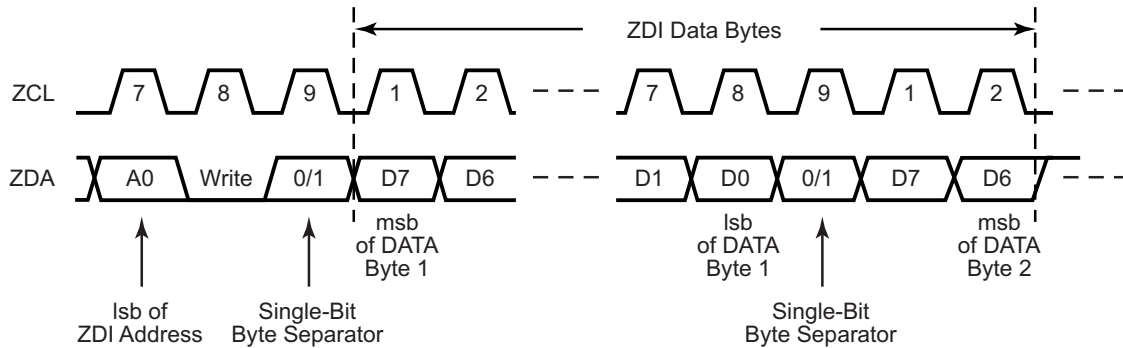 ZDI Data Bytes
ZCL 7 8 9 1 2 7 8 9 1 2
ZDA A0 Write 0/1 D7 D6 D1 D0 0/1 D7 D6
msb
of DATA
Byte 1
lsb
of DATA
Byte 1
msb
of DATA
Byte 2
lsb of
ZDI Address
Single-Bit
Byte Separator
Single-Bit
Byte Separator